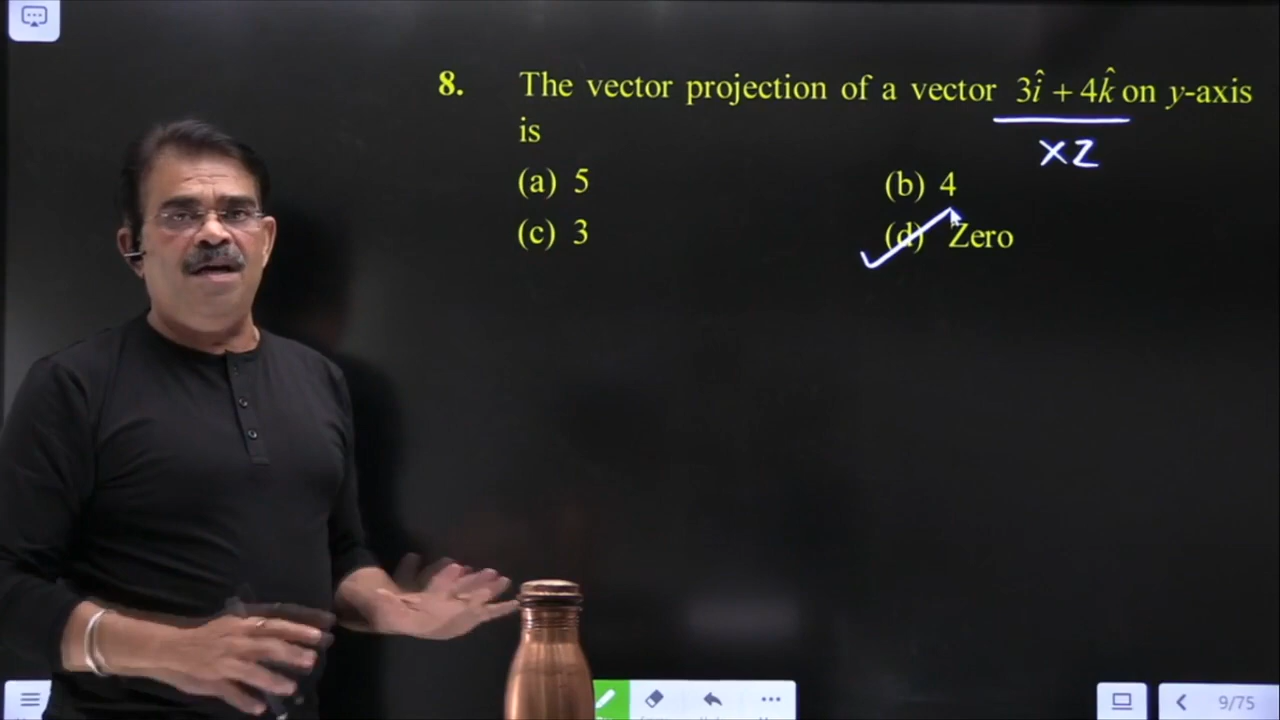 8. The vector projection of a vector 3î + 4k̂ on y-axis
is
XZ
(a) 5 (b) 4
(c) 3 (d) Zero
9/75